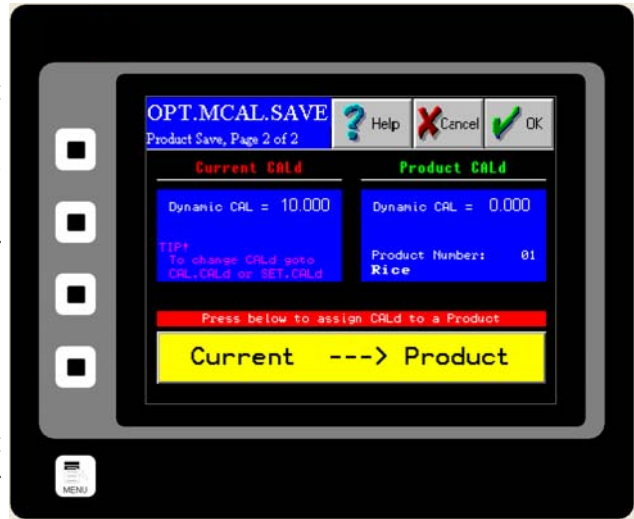 OPT.MCAL.SAVE
Product Save, Page 2 of 2
? Help
Cancel
OK
Current CALd
Product CALd
Dynamic CAL = 10.000
Dynamic CAL = 0.000
TIP!
To change CALd goto
CAL.CALd or SET.CALd
Product Number: 01
Rice
Press below to assign CALd to a Product
Current ---> Product
MENU